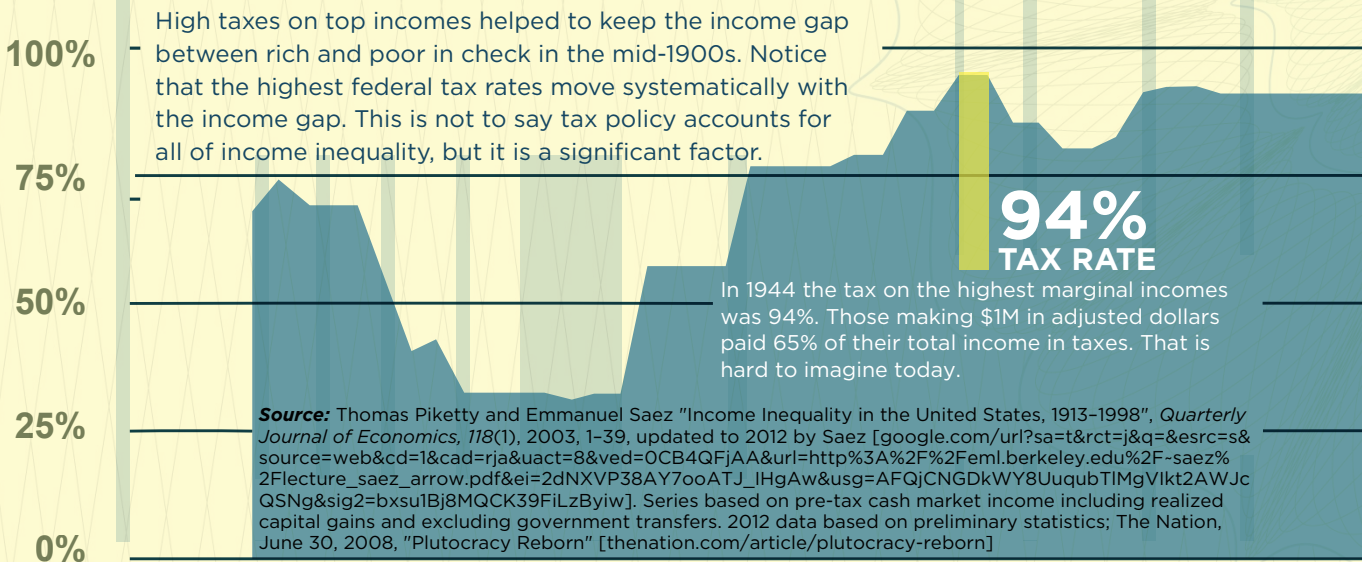 High taxes on top incomes helped to keep the income gap
between rich and poor in check in the mid-1900s. Notice
that the highest federal tax rates move systematically with
the income gap. This is not to say tax policy accounts for
all of income inequality, but it is a significant factor.
100%
75%
50%
25%
0%
94%
TAX RATE
In 1944 the tax on the highest marginal incomes
was 94%. Those making $1M in adjusted dollars
paid 65% of their total income in taxes. That is
hard to imagine today.
Source: Thomas Piketty and Emmanuel Saez "Income Inequality in the United States, 1913–1998", Quarterly
Journal of Economics, 118(1), 2003, 1–39, updated to 2012 by Saez [google.com/url?sa=t&rct=j&q=&esrc=s&
source=web&cd=1&cad=rja&uact=8&ved=0CB4QFjAA&url=http%3A%2F%2Feml.berkeley.edu%2F~saez%
2Flecture_saez_arrow.pdf&ei=2dNXVP38AY7ooATJ_IHgAw&usg=AFQjCNGDkWY8UuqubTlMgVIkt2AWJc
QSNg&sig2=bxsu1Bj8MQCK39FiLzByiw]. Series based on pre-tax cash market income including realized
capital gains and excluding government transfers. 2012 data based on preliminary statistics; The Nation,
June 30, 2008, "Plutocracy Reborn" [thenation.com/article/plutocracy-reborn]